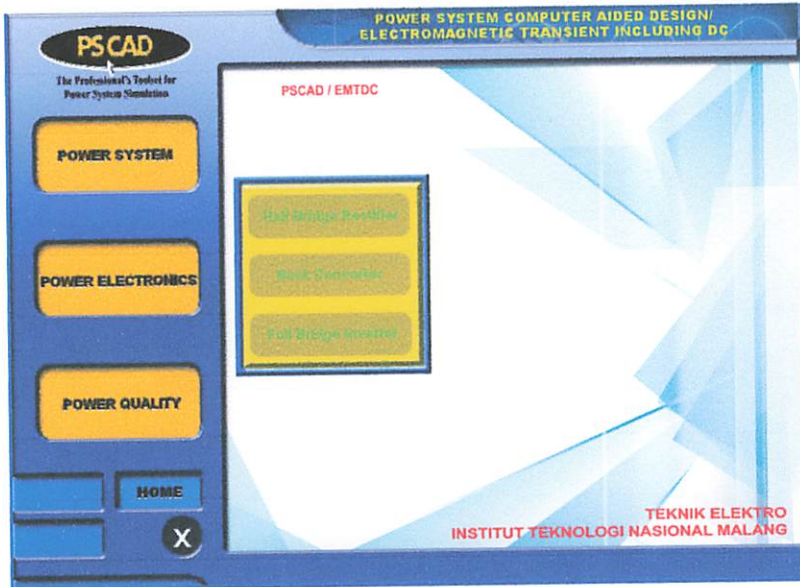 POWER SYSTEM COMPUTER AIDED DESIGN/
ELECTROMAGNETIC TRANSIENT INCLUDING DC
PSCAD
The Professional's Toolset for
Power System Simulation
PSCAD / EMTDC
POWER SYSTEM
Half Bridge Rectifier
Buck Converter
Full Bridge Inverter
POWER ELECTRONICS
POWER QUALITY
HOME
X
TEKNIK ELEKTRO
INSTITUT TEKNOLOGI NASIONAL MALANG